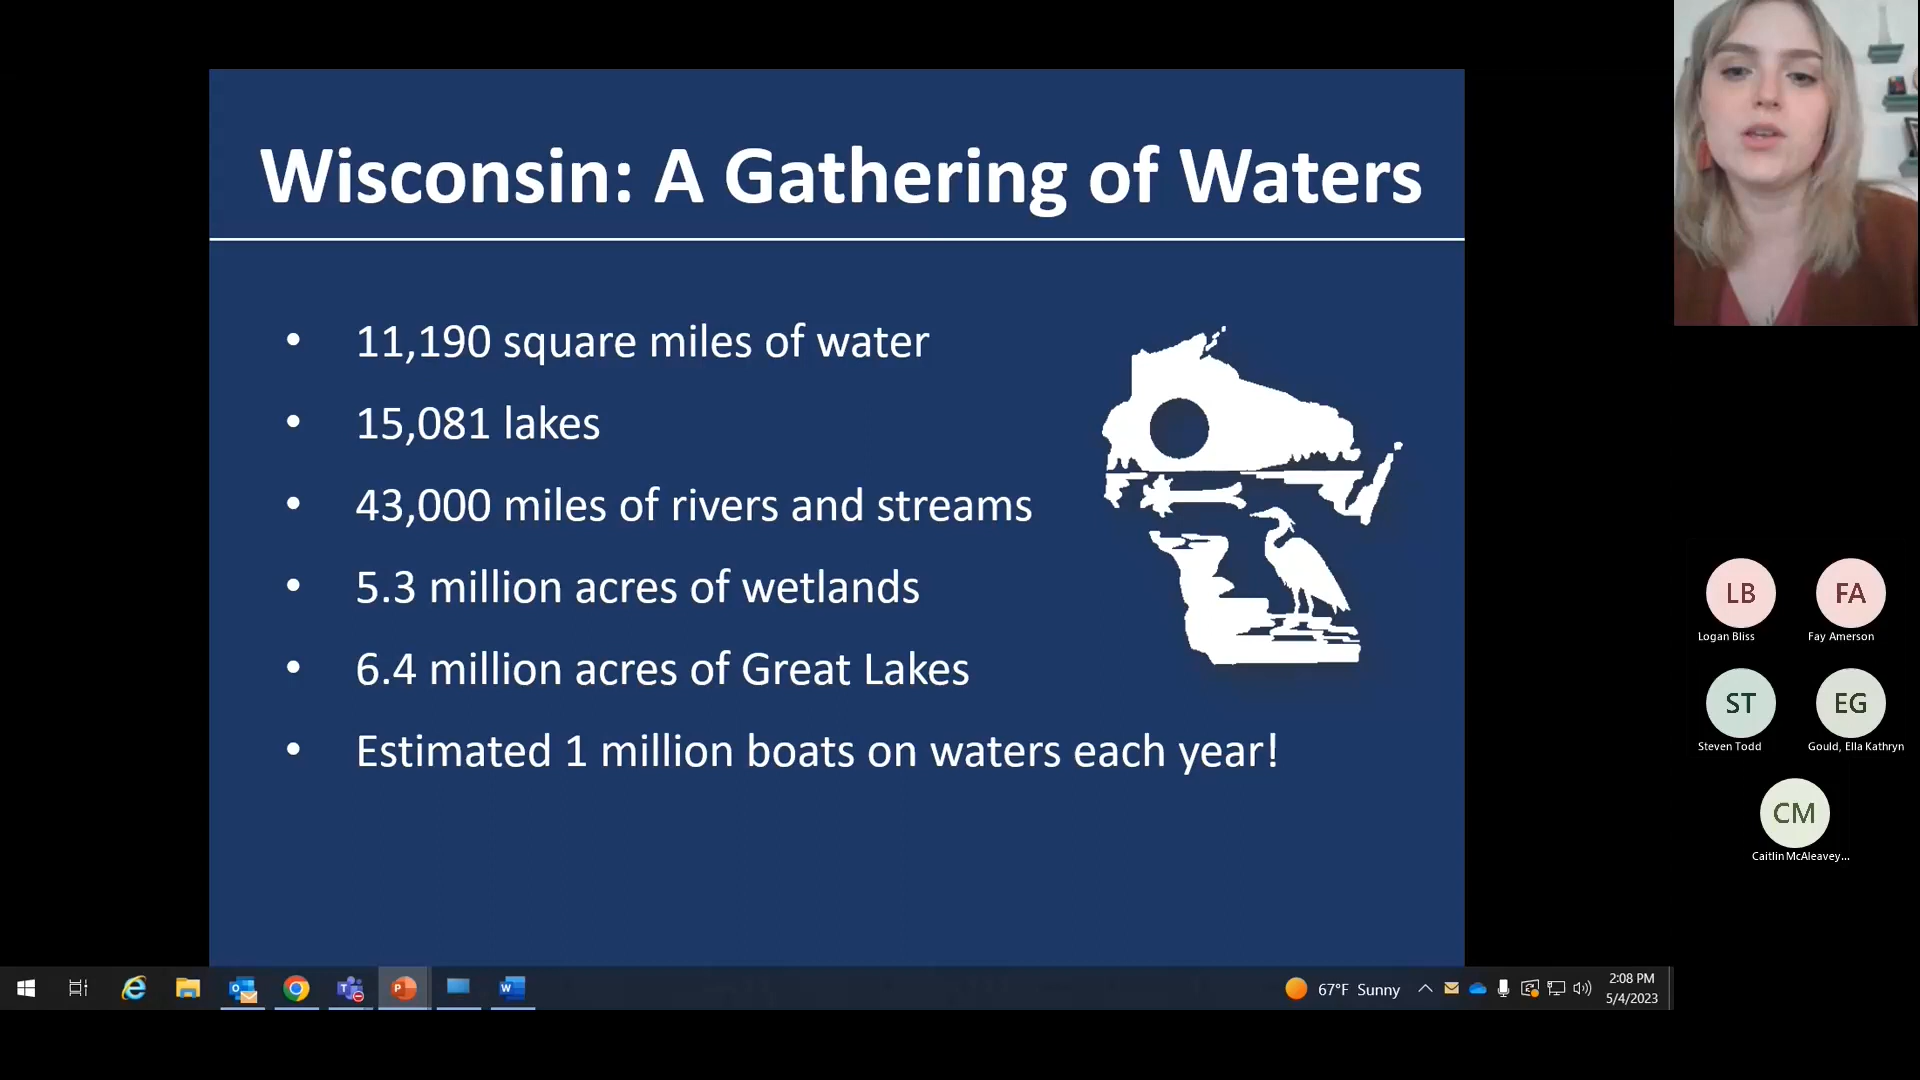 Wisconsin: A Gathering of Waters
• 11,190 square miles of water
• 15,081 lakes
• 43,000 miles of rivers and streams
• 5.3 million acres of wetlands
• 6.4 million acres of Great Lakes
• Estimated 1 million boats on waters each year!
LB
Logan Bliss
FA
Fay Amerson
ST
Steven Todd
EG
Gould, Ella Kathryn
CM
Caitlin McAleavey...
67°F Sunny
2:08 PM
5/4/2023